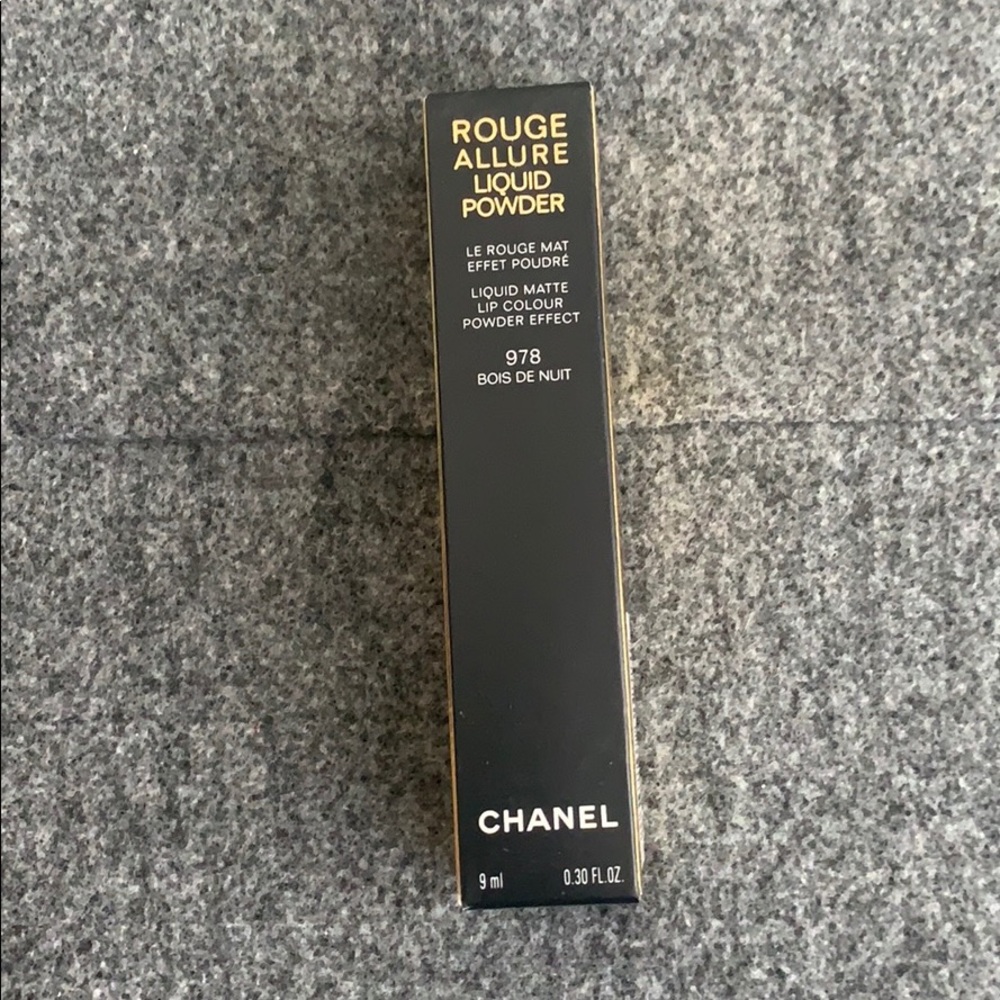 ROUGE
ALLURE
LIQUID
POWDER
LE ROUGE MAT
EFFET POUDRÉ
LIQUID MATTE
LIP COLOUR
POWDER EFFECT
978
BOIS DE NUIT
CHANEL
9 ml 0.30 FL.OZ.